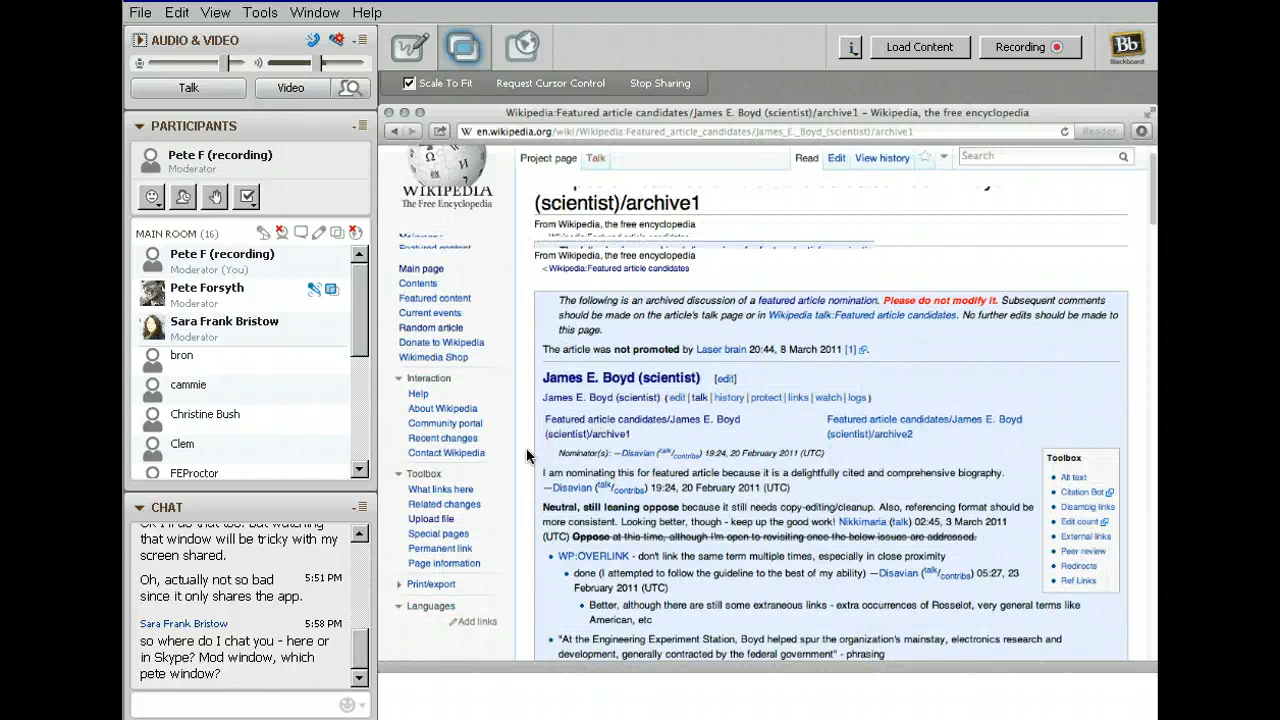 File Edit View Tools Window Help
AUDIO & VIDEO
Talk
Video
PARTICIPANTS
Pete F (recording)
Moderator
MAIN ROOM (16)
Pete F (recording)
Moderator (You)
Pete Forsyth
Moderator
Sara Frank Bristow
Moderator
bron
cammie
Christine Bush
Clem
FEProctor
CHAT
that window will be tricky with my
screen shared.
Oh, actually not so bad 5:51 PM
since it only shares the app.
Sara Frank Bristow 5:58 PM
so where do I chat you - here or
in Skype? Mod window, which
pete window?
i
Load Content
Recording
Bb
Blackboard
Scale To Fit
Request Cursor Control
Stop Sharing
Wikipedia:Featured article candidates/James E. Boyd (scientist)/archive1 – Wikipedia, the free encyclopedia
W en.wikipedia.org/wiki/Wikipedia:Featured_article_candidates/James_E._Boyd_(scientist)/archive1
Reader
WIKIPEDIA
The Free Encyclopedia
Featured content
Main page
Contents
Featured content
Current events
Random article
Donate to Wikipedia
Wikimedia Shop
Interaction
Help
About Wikipedia
Community portal
Recent changes
Contact Wikipedia
Toolbox
What links here
Related changes
Upload file
Special pages
Permanent link
Page information
Print/export
Languages
Add links
Project page Talk
Read Edit View history
Search
(scientist)/archive1
From Wikipedia, the free encyclopedia
From Wikipedia, the free encyclopedia
< Wikipedia:Featured article candidates
The following is an archived discussion of a featured article nomination. Please do not modify it. Subsequent comments
should be made on the article's talk page or in Wikipedia talk:Featured article candidates. No further edits should be made to
this page.
The article was not promoted by Laser brain 20:44, 8 March 2011 [1].
James E. Boyd (scientist) [edit]
James E. Boyd (scientist) (edit | talk | history | protect | links | watch | logs)
Featured article candidates/James E. Boyd
(scientist)/archive1
Featured article candidates/James E. Boyd
(scientist)/archive2
Nominator(s): —Disavian (talk/contribs) 19:24, 20 February 2011 (UTC)
I am nominating this for featured article because it is a delightfully cited and comprehensive biography.
—Disavian (talk/contribs) 19:24, 20 February 2011 (UTC)
Neutral, still leaning oppose because it still needs copy-editing/cleanup. Also, referencing format should be
more consistent. Looking better, though - keep up the good work! Nikkimaria (talk) 02:45, 3 March 2011
(UTC) Oppose at this time, although I'm open to revisiting once the below issues are addressed.
WP:OVERLINK - don't link the same term multiple times, especially in close proximity
done (I attempted to follow the guideline to the best of my ability) —Disavian (talk/contribs) 05:27, 23
February 2011 (UTC)
Better, although there are still some extraneous links - extra occurrences of Rosselot, very general terms like
American, etc
"At the Engineering Experiment Station, Boyd helped spur the organization's mainstay, electronics research and
development, generally contracted by the federal government" - phrasing
Toolbox
Alt text
Citation Bot
Disambig links
Edit count
External links
Peer review
Redirects
Ref Links